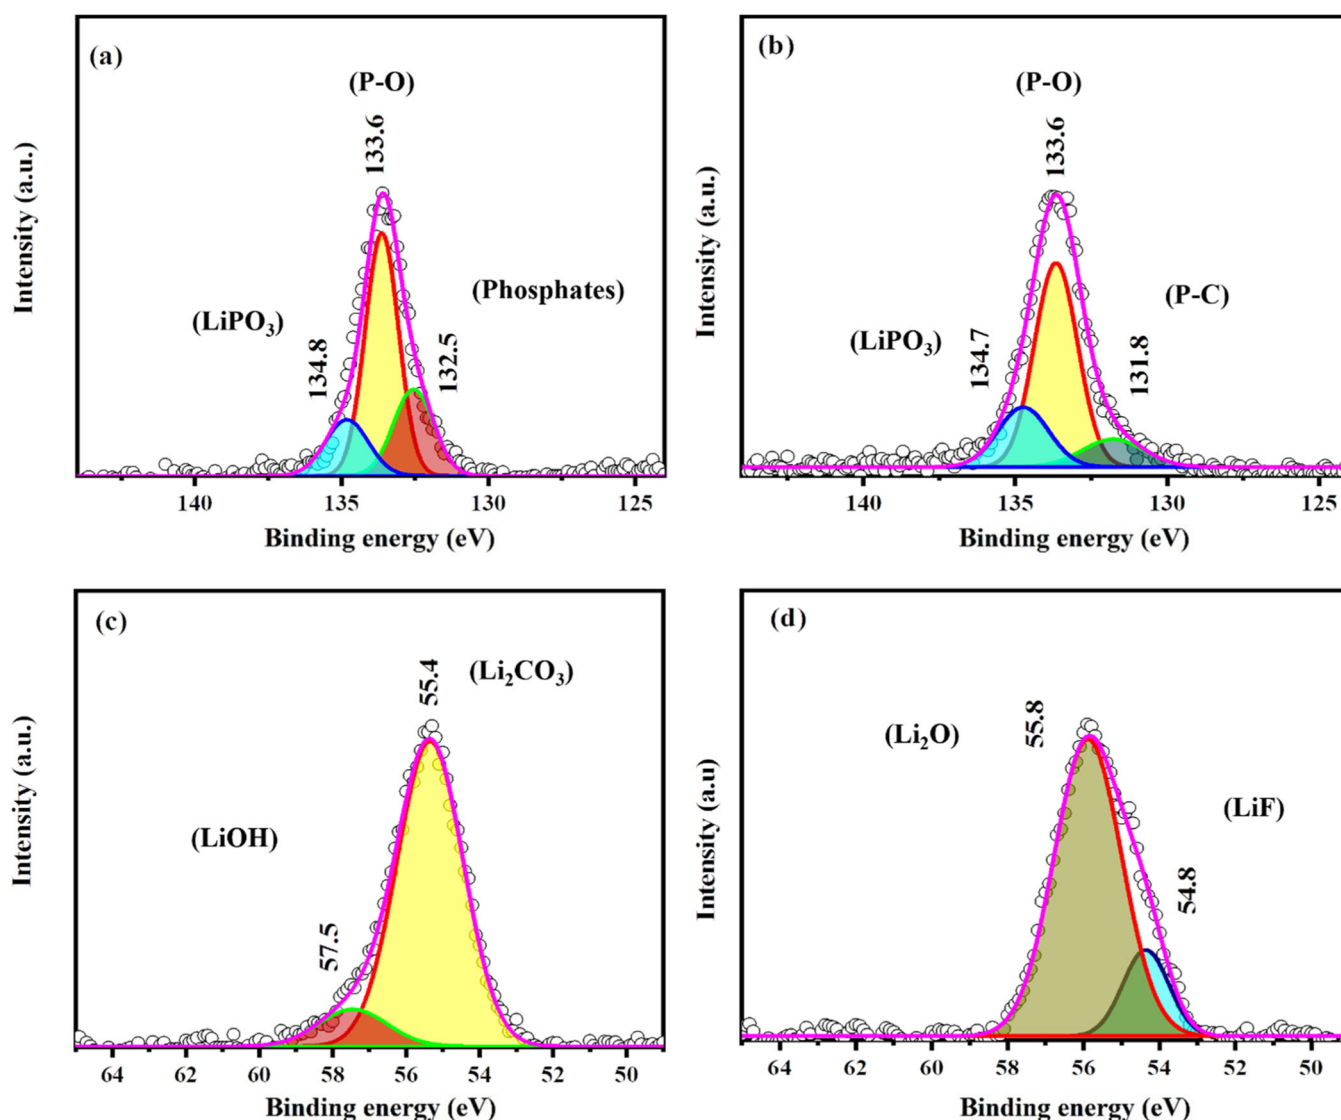 (a)
(P-O)
133.6
(LiPO₃)
134.8
(Phosphates)
132.5
Intensity (a.u.)
140
135
130
125
Binding energy (eV)
(b)
(P-O)
133.6
(LiPO₃)
134.7
(P-C)
131.8
Intensity (a.u.)
140
135
130
125
Binding energy (eV)
(c)
(Li₂CO₃)
55.4
(LiOH)
57.5
Intensity (a.u.)
64
62
60
58
56
54
52
50
Binding energy (eV)
(d)
(Li₂O)
55.8
(LiF)
54.8
Intensity (a.u)
64
62
60
58
56
54
52
50
Binding energy (eV)